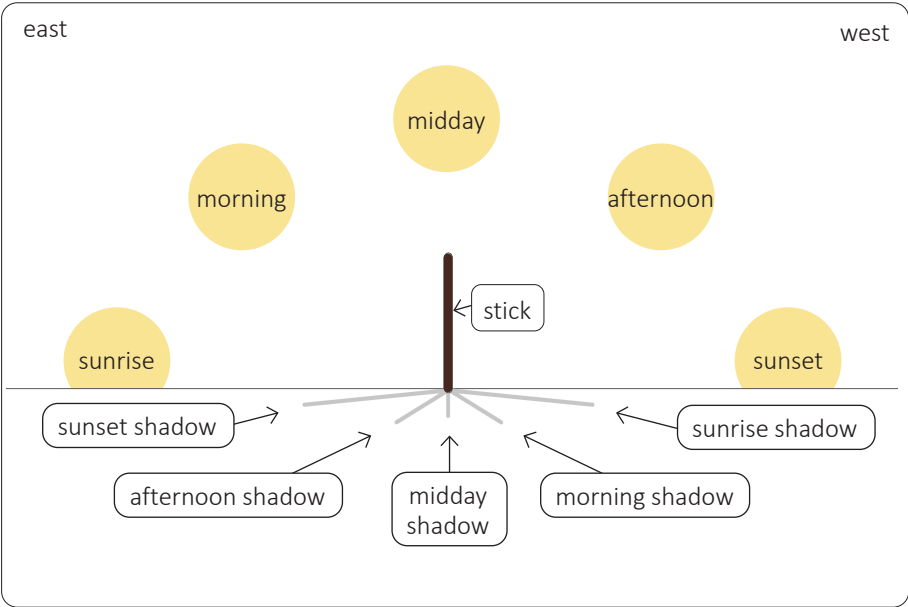 east
west
midday
morning
afternoon
stick
sunrise
sunset
sunset shadow
sunrise shadow
afternoon shadow
midday
shadow
morning shadow